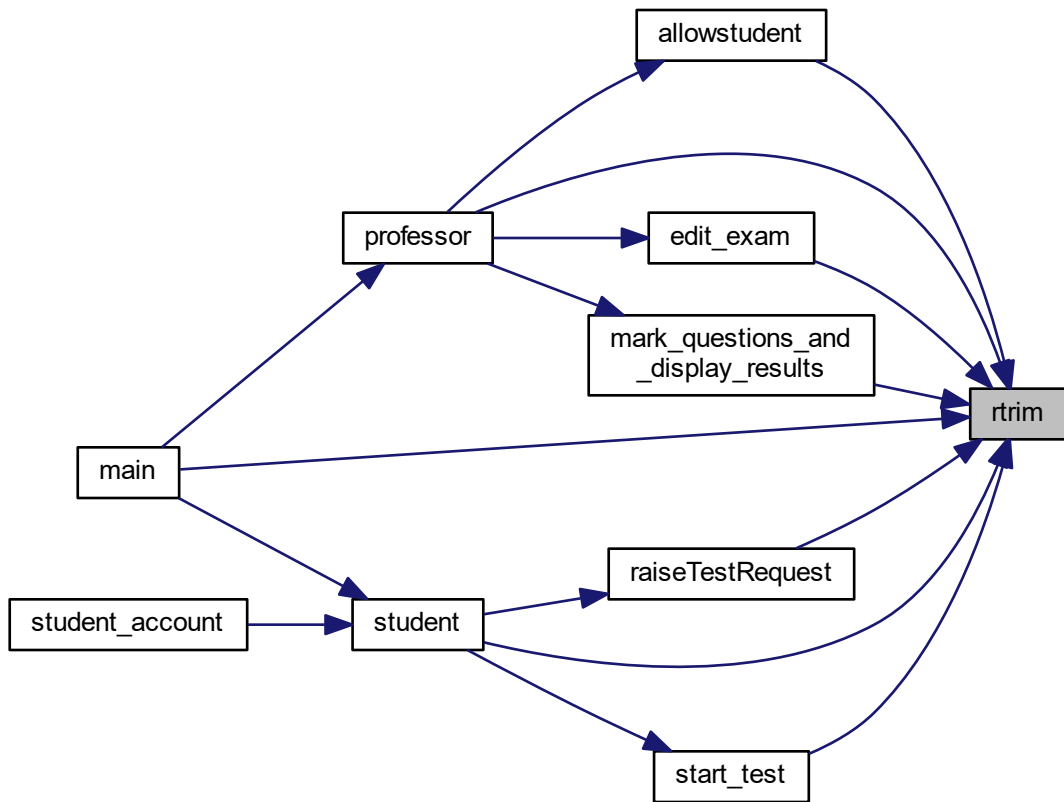 allowstudent
professor
edit_exam
mark_questions_and
_display_results
rtrim
main
raiseTestRequest
student_account
student
start_test